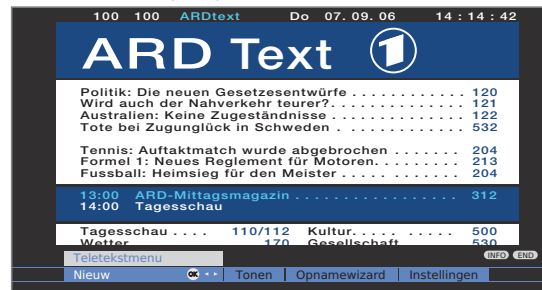 100 100 ARDtext Do 07. 09. 06 14 : 14 : 42
ARD Text 1
Politik: Die neuen Gesetzesentwürfe . . . . . . . . . . . . 120
Wird auch der Nahverkehr teurer?. . . . . . . . . . . . . . 121
Australien: Keine Zugeständnisse . . . . . . . . . . . . . 122
Tote bei Zugunglück in Schweden . . . . . . . . . . . . . 532
Tennis: Auftaktmatch wurde abgebrochen . . . . . . . 204
Formel 1: Neues Reglement für Motoren. . . . . . . . . 213
Fussball: Heimsieg für den Meister . . . . . . . . . . . . 204
13:00 ARD-Mittagsmagazin . . . . . . . . . . . . . . . . . 312
14:00 Tagesschau
Tagesschau . . . . 110/112 Kultur. . . . . . . . . . 500
Wetter 170 Gesellschaft 530
Teletekstmenu INFO END
Nieuw OK Tonen Opnamewizard Instellingen